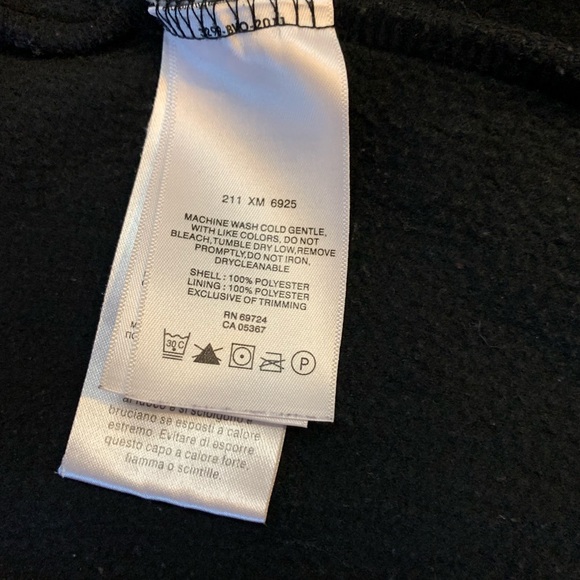 211 XM 6925
MACHINE WASH COLD GENTLE,
WITH LIKE COLORS, DO NOT
BLEACH, TUMBLE DRY LOW, REMOVE
PROMPTLY, DO NOT IRON,
DRYCLEANABLE
SHELL : 100% POLYESTER
LINING : 100% POLYESTER
EXCLUSIVE OF TRIMMING
RN 69724
CA 05367
30 C
P
bruciano se esposti a calore
estremo. Evitare di esporre
questo capo a calore forte,
fiamma o scintille.